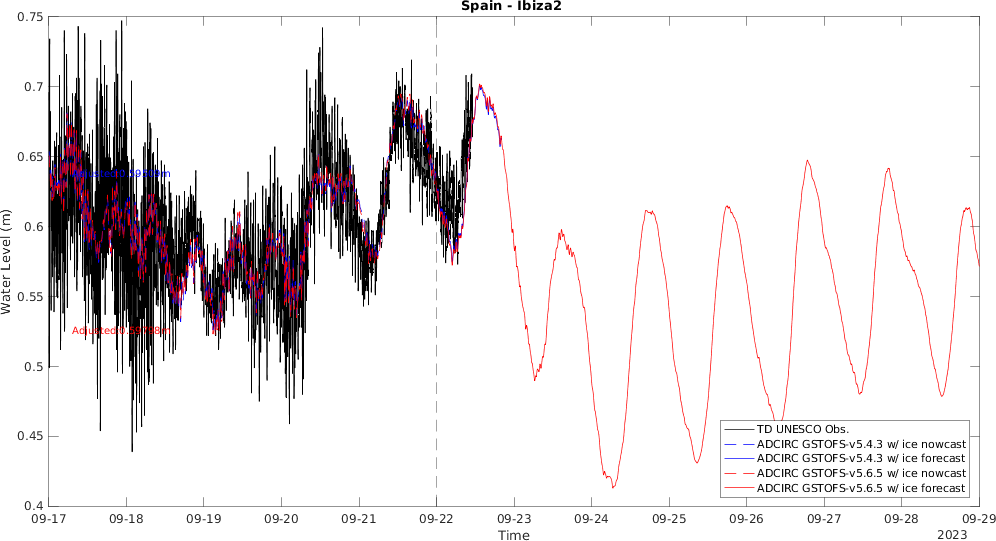 Spain - Ibiza2
Water Level (m)
0.75
0.7
0.65
0.6
0.55
0.5
0.45
0.4
Adjusted
Adjusted
TD UNESCO Obs.
ADCIRC GSTOFS-v5.4.3 w/ ice nowcast
ADCIRC GSTOFS-v5.4.3 w/ ice forecast
ADCIRC GSTOFS-v5.6.5 w/ ice nowcast
ADCIRC GSTOFS-v5.6.5 w/ ice forecast
09-17 09-18 09-19 09-20 09-21 09-22 09-23 09-24 09-25 09-26 09-27 09-28 09-29
Time
2023